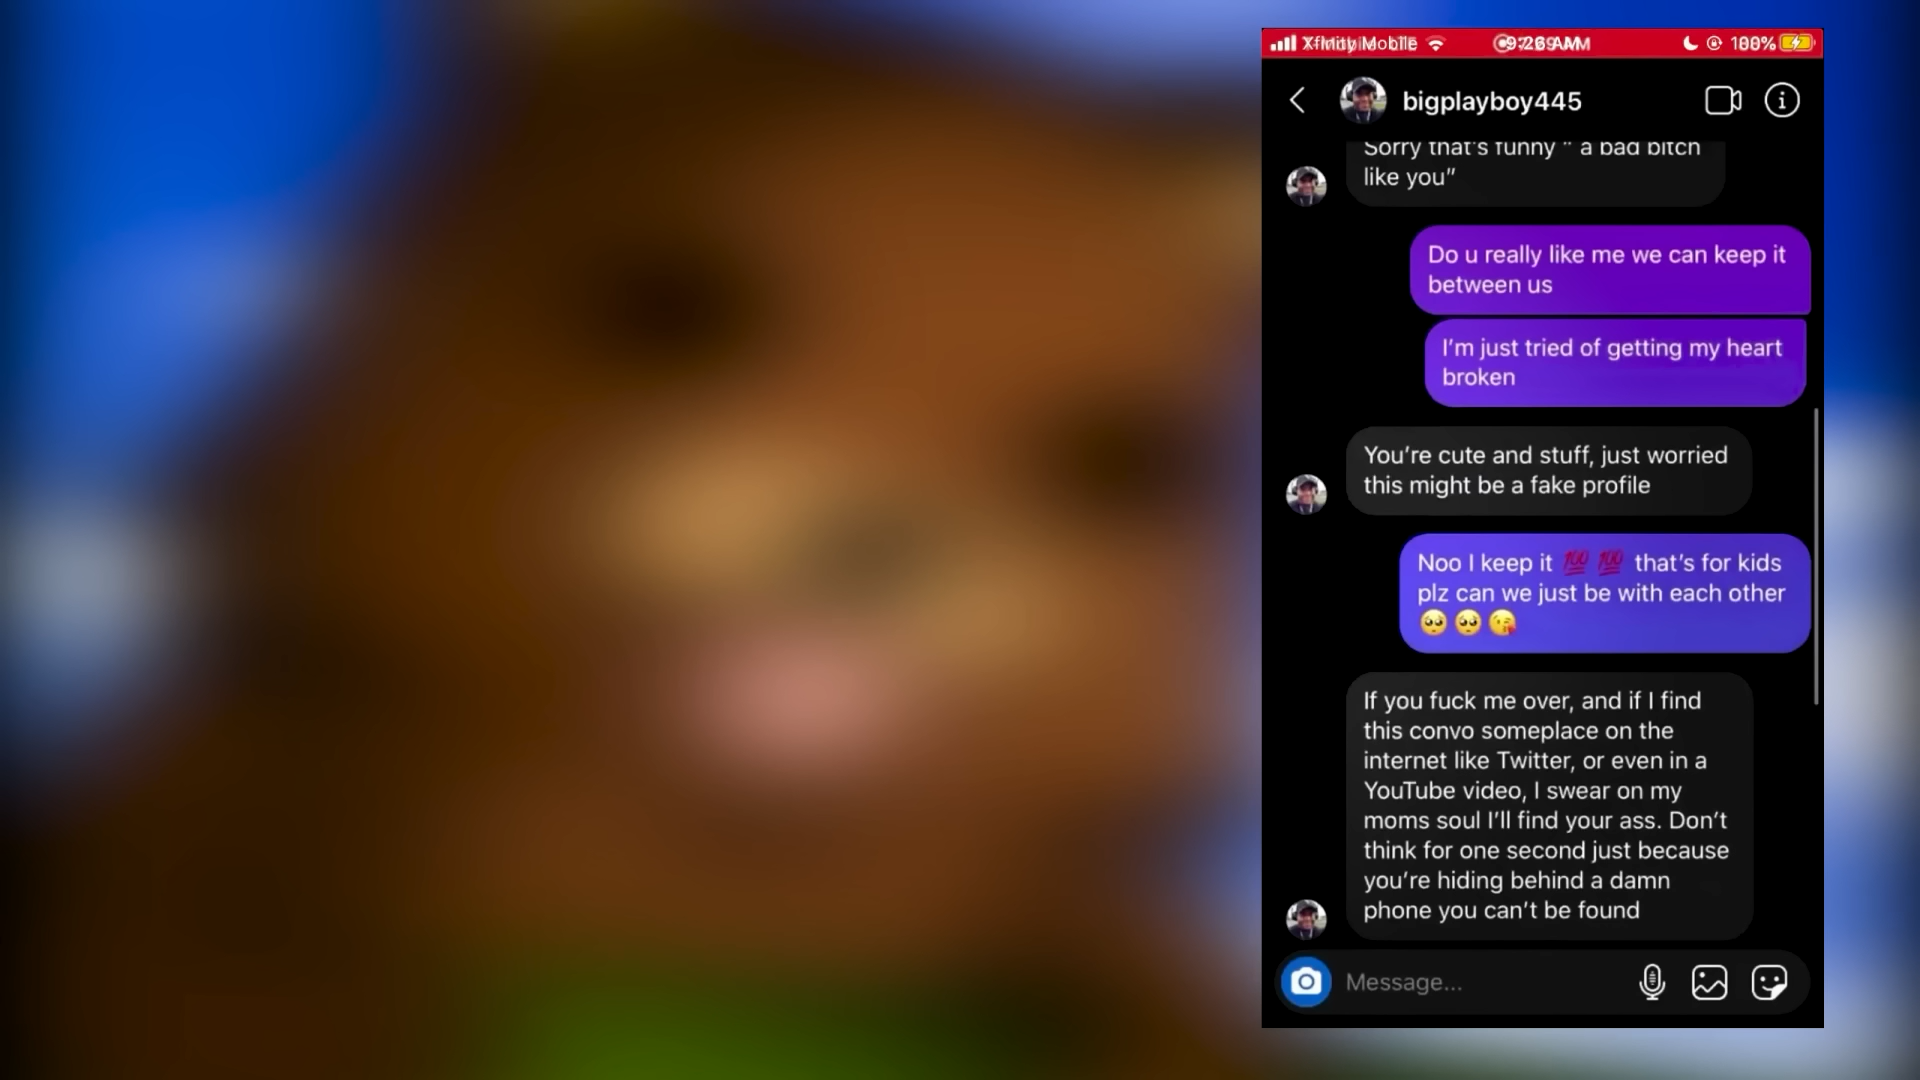 100%
bigplayboy445
Sorry that's funny " a bad bitch
like you"
Do u really like me we can keep it
between us
I'm just tried of getting my heart
broken
You're cute and stuff, just worried
this might be a fake profile
Noo I keep it 💯 💯 that's for kids
plz can we just be with each other
🥺 🥺 😘
If you fuck me over, and if I find
this convo someplace on the
internet like Twitter, or even in a
YouTube video, I swear on my
moms soul I'll find your ass. Don't
think for one second just because
you're hiding behind a damn
phone you can't be found
Message...